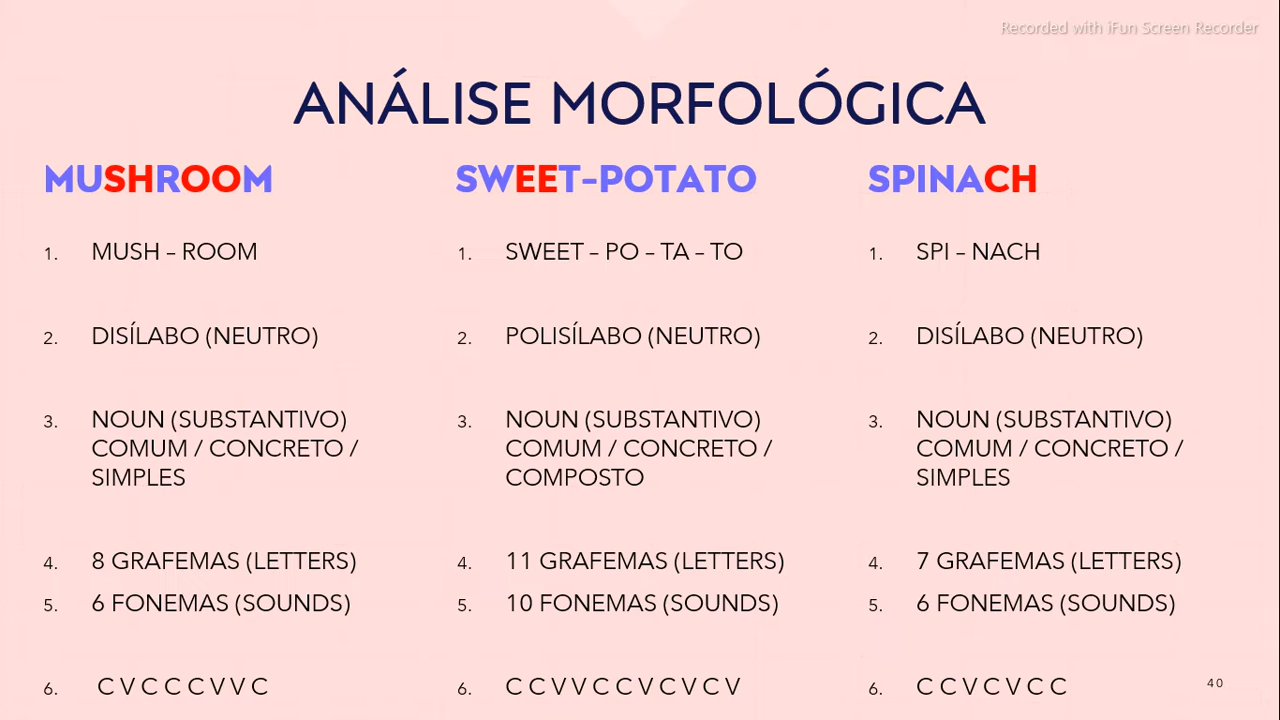 Recorded with iFun Screen Recorder
ANÁLISE MORFOLÓGICA
MUSHROOM
1. MUSH – ROOM
2. DISÍLABO (NEUTRO)
3. NOUN (SUBSTANTIVO)
COMUM / CONCRETO /
SIMPLES
4. 8 GRAFEMAS (LETTERS)
5. 6 FONEMAS (SOUNDS)
6. C V C C C V V C
SWEET-POTATO
1. SWEET – PO – TA – TO
2. POLISÍLABO (NEUTRO)
3. NOUN (SUBSTANTIVO)
COMUM / CONCRETO /
COMPOSTO
4. 11 GRAFEMAS (LETTERS)
5. 10 FONEMAS (SOUNDS)
6. C C V V C C V C V C V
SPINACH
1. SPI – NACH
2. DISÍLABO (NEUTRO)
3. NOUN (SUBSTANTIVO)
COMUM / CONCRETO /
SIMPLES
4. 7 GRAFEMAS (LETTERS)
5. 6 FONEMAS (SOUNDS)
6. C C V C V C C
40